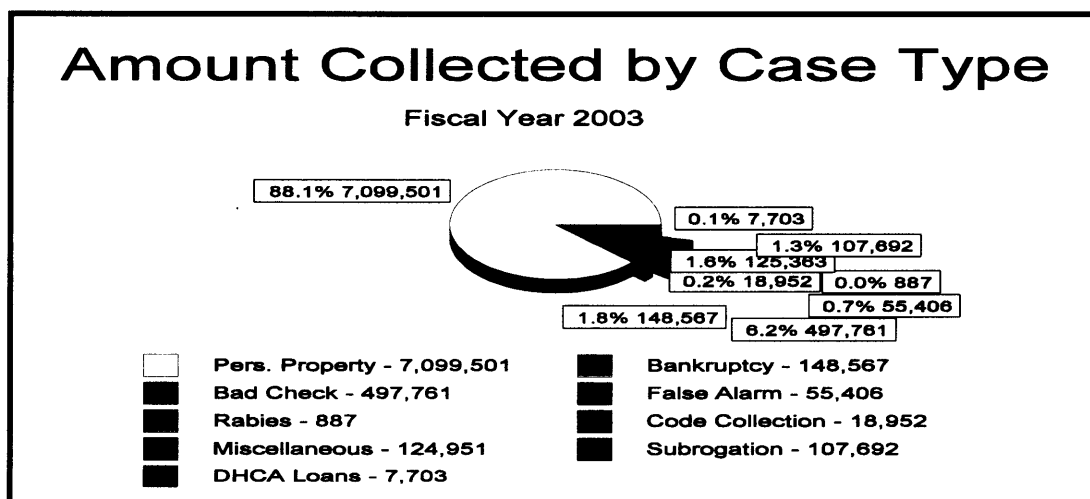 Amount Collected by Case Type
Fiscal Year 2003
88.1% 7,099,501
0.1% 7,703
1.3% 107,692
1.6% 125,363
0.2% 18,952
0.0% 887
0.7% 55,406
1.8% 148,567
6.2% 497,761
Pers. Property - 7,099,501
Bad Check - 497,761
Rabies - 887
Miscellaneous - 124,951
DHCA Loans - 7,703
Bankruptcy - 148,567
False Alarm - 55,406
Code Collection - 18,952
Subrogation - 107,692